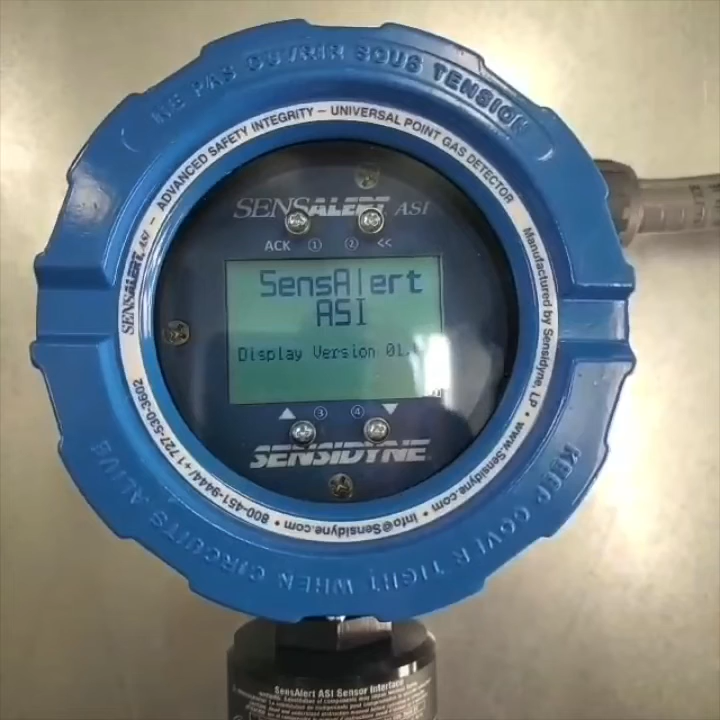 NE PAS OUVRIR SOUS TENSION
SENSALERT ASI – ADVANCED SAFETY INTEGRITY – UNIVERSAL POINT GAS DETECTOR
Manufactured by Sensidyne, LP • www.Sensidyne.com • info@Sensidyne.com • 800-451-9444/+1 727-530-3602
SENSALERT ASI
ACK ① ② <<
SensAlert
ASI
Display Version
③ ④
SENSIDYNE
KEEP COVER TIGHT WHEN CIRCUITS ALIVE
SensAlert ASI Sensor Interface